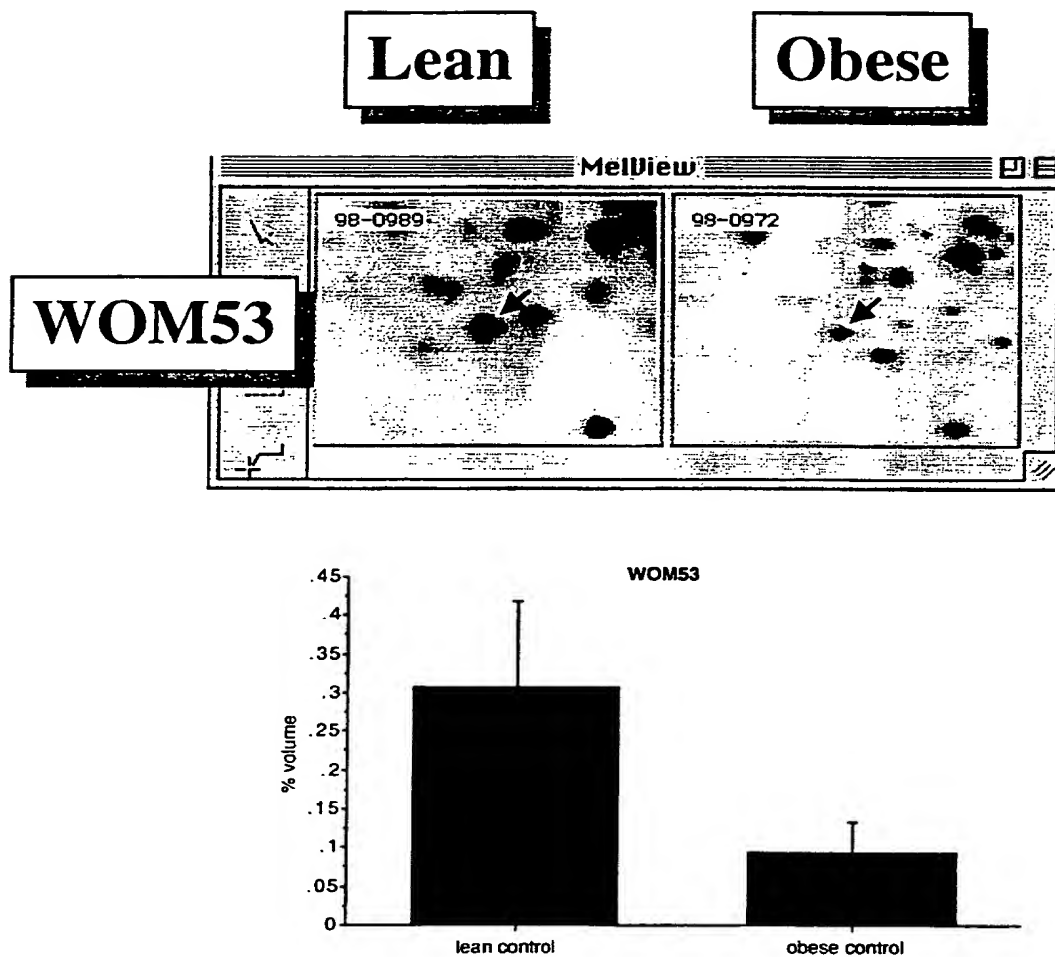 Lean Obese
MelView
98-0989 98-0972
WOM53
WOM53
.45
.4
.35
.3
.25
.2
.15
.1
.05
0
% volume
lean control obese control